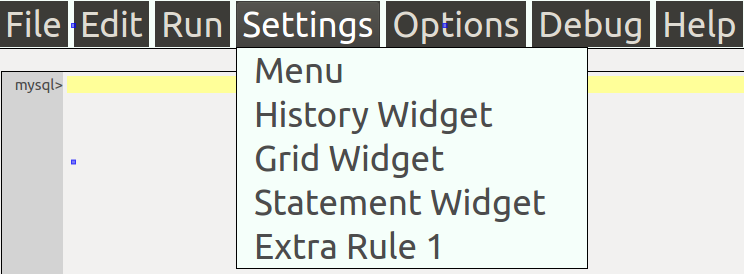 File Edit Run Settings Options Debug Help
mysql>
Menu
History Widget
Grid Widget
Statement Widget
Extra Rule 1